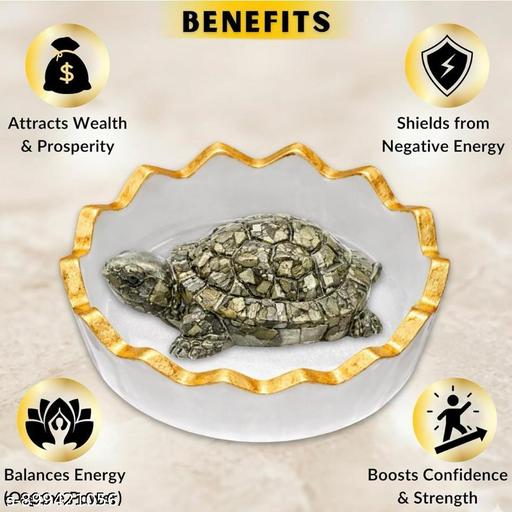 BENEFITS
$
Attracts Wealth
& Prosperity
Shields from
Negative Energy
Balances Energy
Boosts Confidence
& Strength